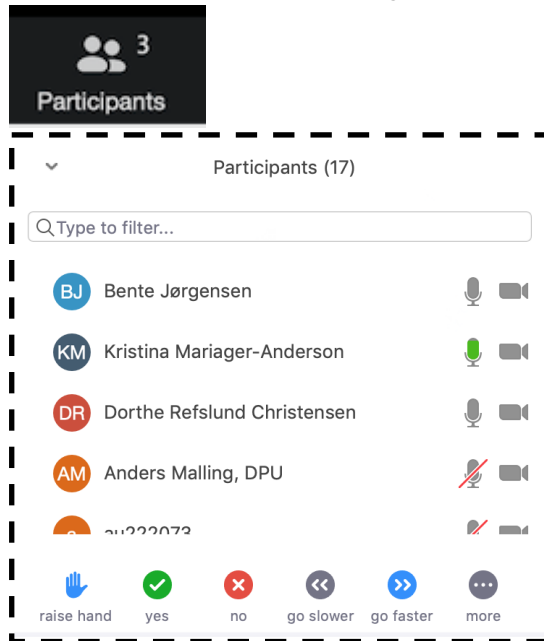 3
Participants
Participants (17)
Type to filter...
BJ Bente Jørgensen
KM Kristina Mariager-Anderson
DR Dorthe Refslund Christensen
AM Anders Malling, DPU
au222073
raise hand yes no go slower go faster more